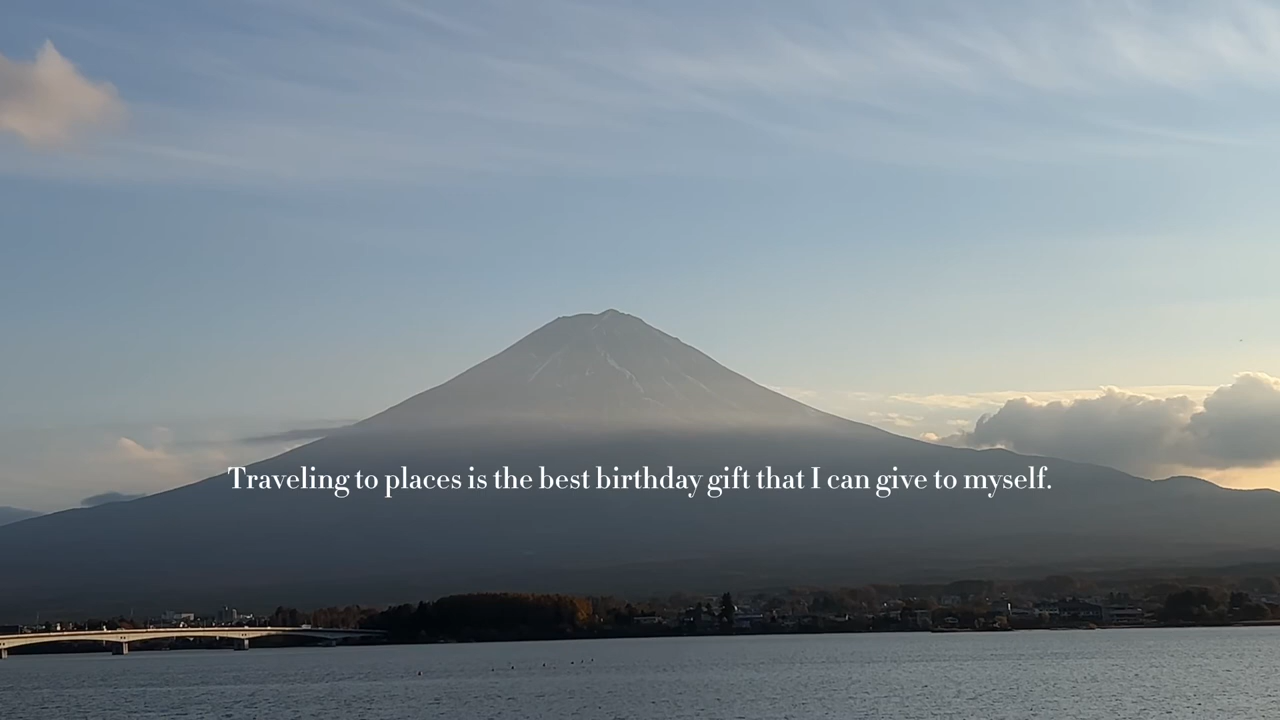 Traveling to places is the best birthday gift that I can give to myself.